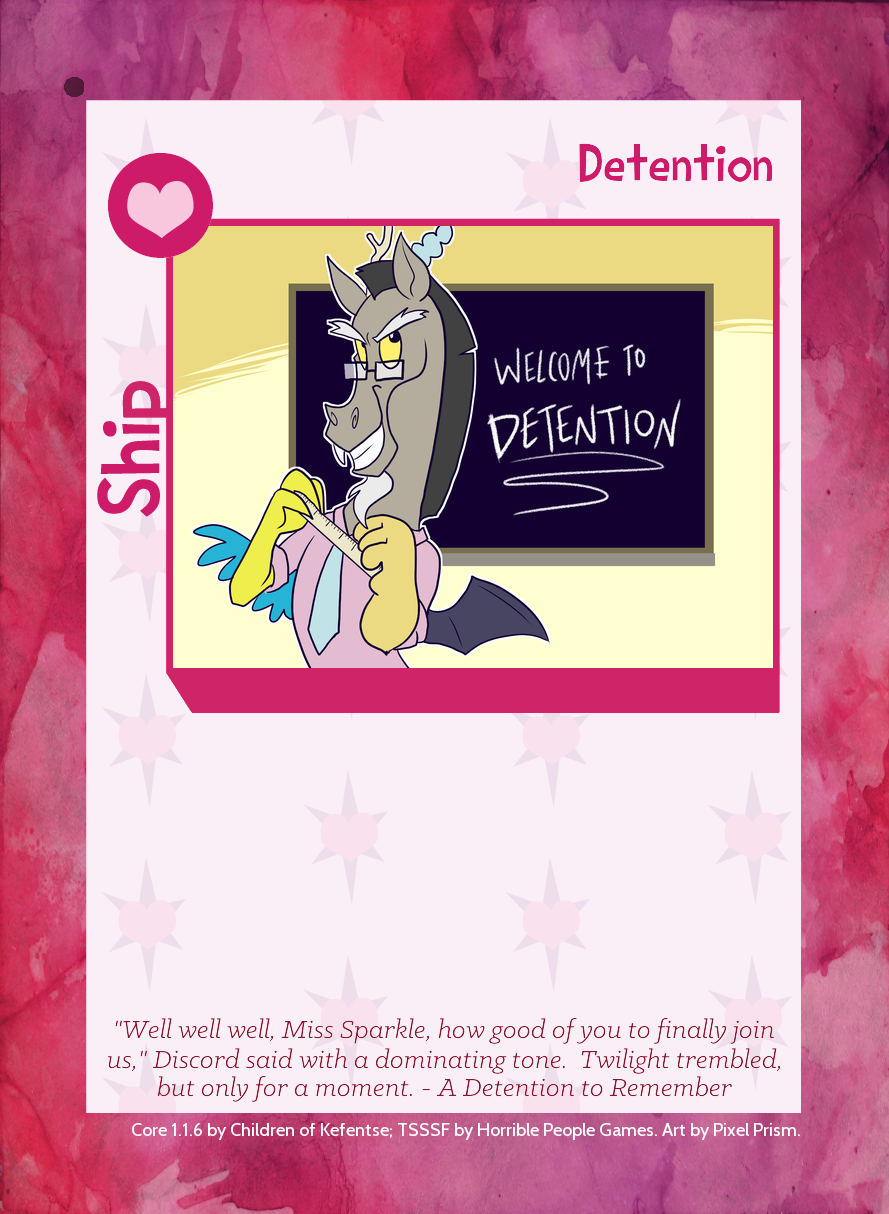 Detention
Ship
WELCOME TO
DETENTION
"Well well well, Miss Sparkle, how good of you to finally join
us," Discord said with a dominating tone.  Twilight trembled,
but only for a moment. - A Detention to Remember
Core 1.1.6 by Children of Kefentse; TSSSF by Horrible People Games. Art by Pixel Prism.